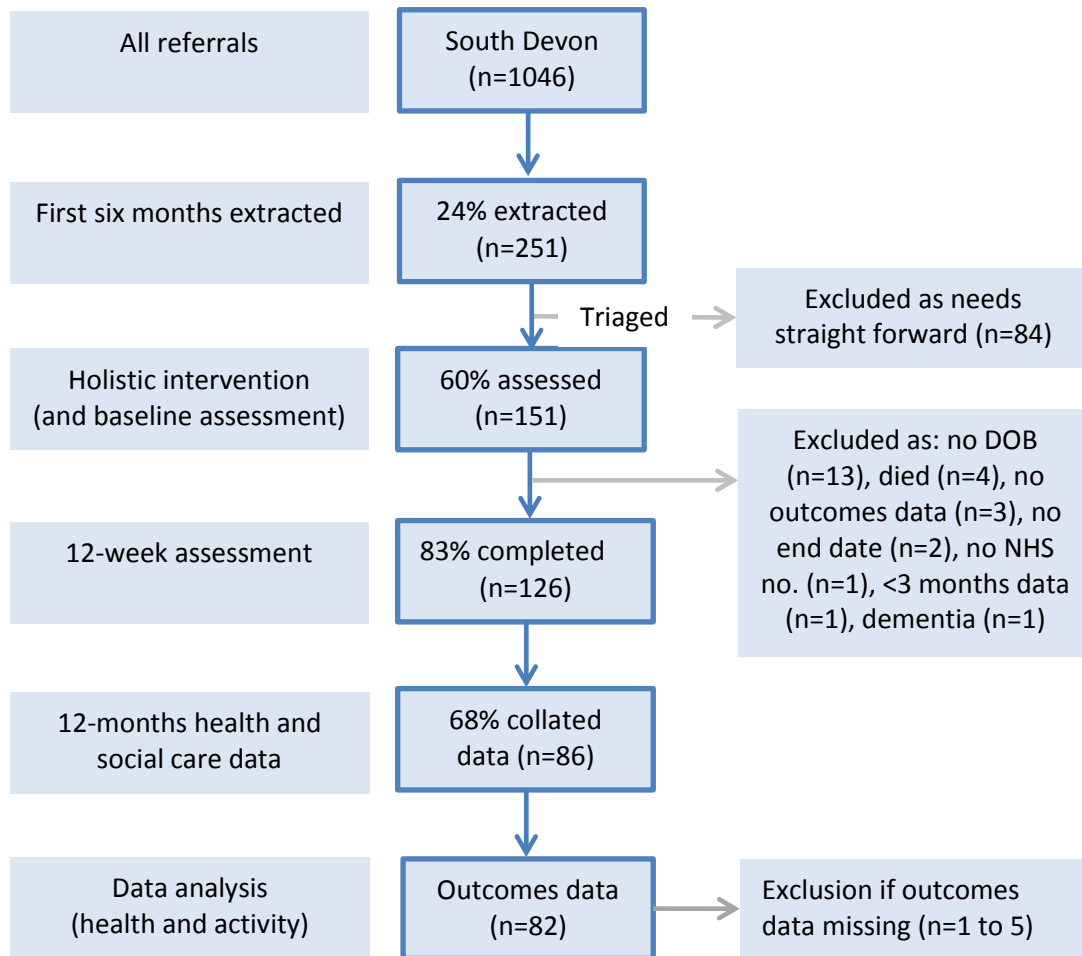 All referrals
South Devon
(n=1046)
First six months extracted
24% extracted
(n=251)
Triaged
Excluded as needs
straight forward (n=84)
Holistic intervention
(and baseline assessment)
60% assessed
(n=151)
Excluded as: no DOB
(n=13), died (n=4), no
outcomes data (n=3), no
end date (n=2), no NHS
no. (n=1), <3 months data
(n=1), dementia (n=1)
12-week assessment
83% completed
(n=126)
12-months health and
social care data
68% collated
data (n=86)
Data analysis
(health and activity)
Outcomes data
(n=82)
Exclusion if outcomes
data missing (n=1 to 5)